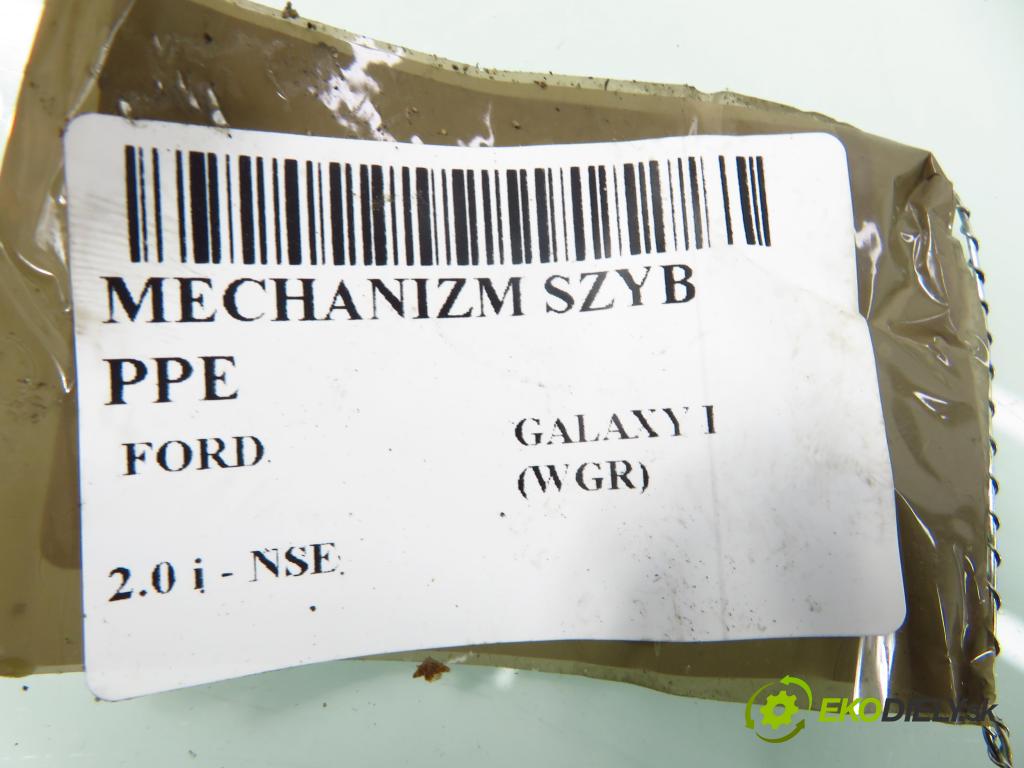 MECHANIZM SZYB
PPE
FORD
GALAXY I
(WGR)
2.0 i - NSE
EKODIELY.sk